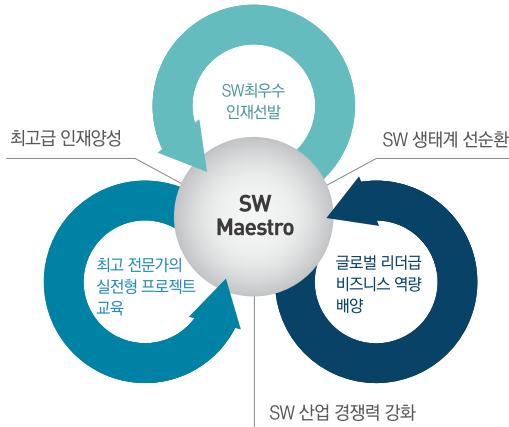 SW최우수
인재선발
최고급 인재양성
SW 생태계 선순환
SW
Maestro
최고 전문가의
실전형 프로젝트
교육
글로벌 리더급
비즈니스 역량
배양
SW 산업 경쟁력 강화